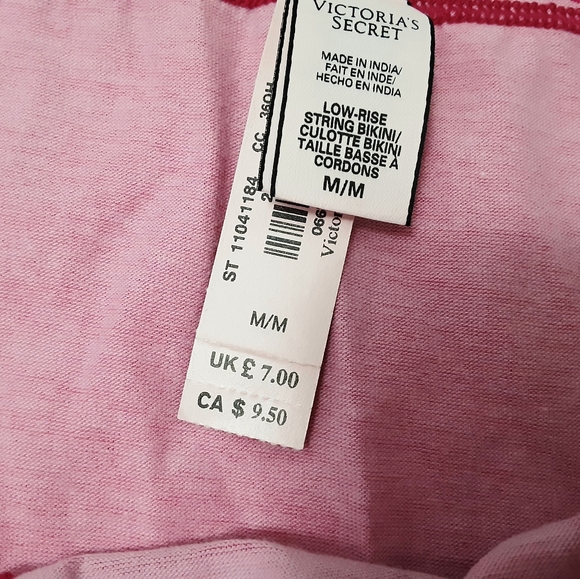 VICTORIA'S
SECRET
MADE IN INDIA/
FAIT EN INDE/
HECHO EN INDIA
LOW-RISE
STRING BIKINI/
CULOTTE BIKINI
TAILLE BASSE À
CORDONS
M/M
ST 11041184 CC 36OH
M/M
UK £ 7.00
CA $ 9.50